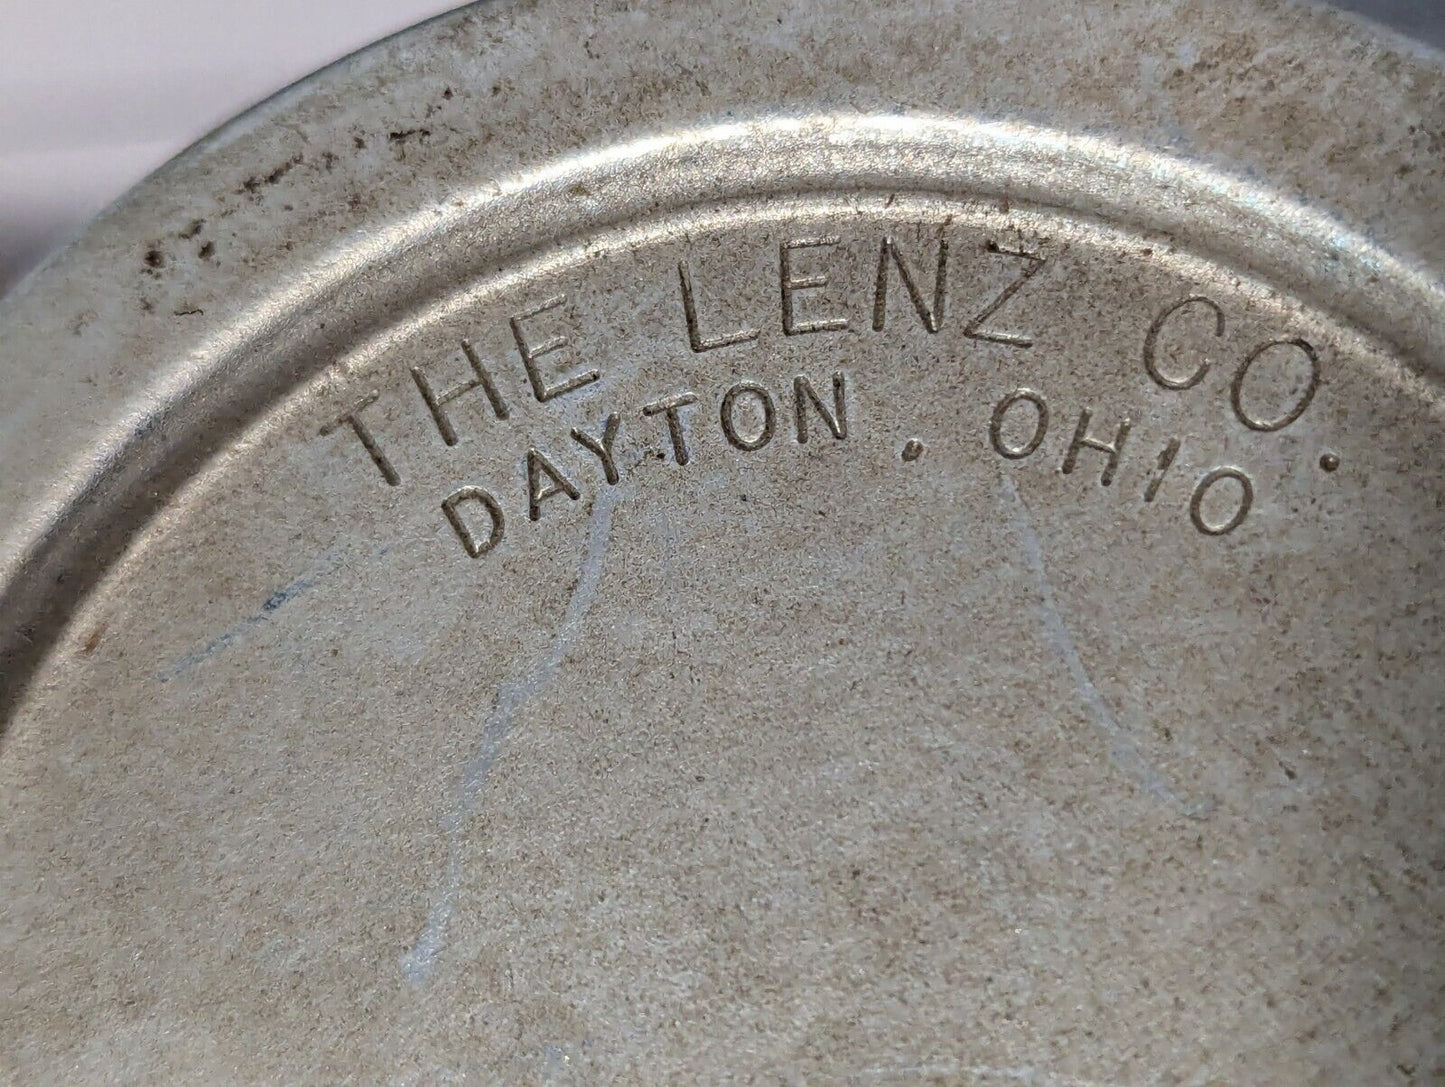 THE LENZ CO.
DAYTON. OHIO